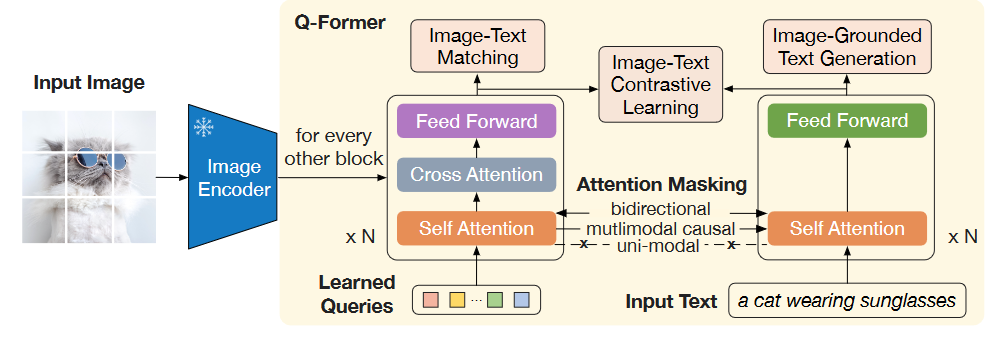 Q-Former
Input Image
Image
Encoder
for every
other block
Image-Text
Matching
Image-Text
Contrastive
Learning
Image-Grounded
Text Generation
Feed Forward
Cross Attention
Self Attention
x N
Attention Masking
bidirectional
mutlimodal causal
x uni-modal x
Feed Forward
Self Attention
x N
Learned
Queries
...
Input Text
a cat wearing sunglasses